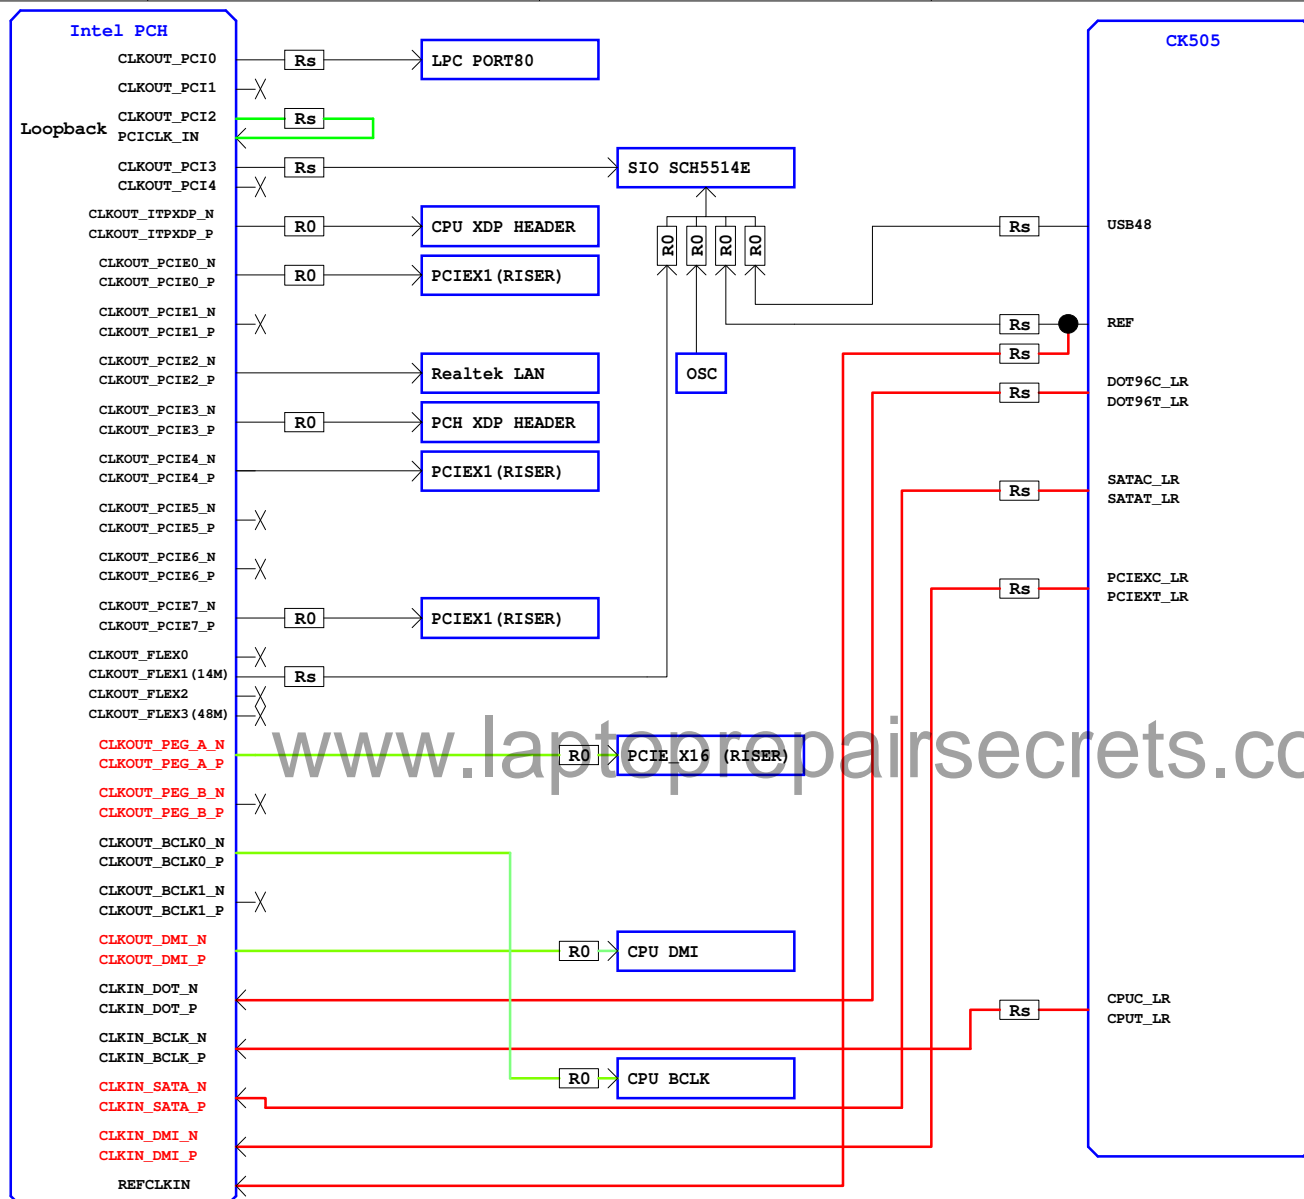 Intel PCH
CK505
CLKOUT_PCI0
Rs
LPC PORT80
CLKOUT_PCI1
CLKOUT_PCI2
Rs
Loopback
PCICLK_IN
CLKOUT_PCI3
Rs
SIO SCH5514E
CLKOUT_PCI4
CLKOUT_ITPXDP_N
CLKOUT_ITPXDP_P
R0
CPU XDP HEADER
R0
R0
R0
R0
Rs
USB48
CLKOUT_PCIE0_N
CLKOUT_PCIE0_P
R0
PCIEX1(RISER)
CLKOUT_PCIE1_N
CLKOUT_PCIE1_P
Rs
REF
Rs
CLKOUT_PCIE2_N
CLKOUT_PCIE2_P
Realtek LAN
OSC
Rs
DOT96C_LR
DOT96T_LR
CLKOUT_PCIE3_N
CLKOUT_PCIE3_P
R0
PCH XDP HEADER
CLKOUT_PCIE4_N
CLKOUT_PCIE4_P
PCIEX1(RISER)
Rs
SATAC_LR
SATAT_LR
CLKOUT_PCIE5_N
CLKOUT_PCIE5_P
CLKOUT_PCIE6_N
CLKOUT_PCIE6_P
Rs
PCIEXC_LR
PCIEXT_LR
CLKOUT_PCIE7_N
CLKOUT_PCIE7_P
R0
PCIEX1(RISER)
CLKOUT_FLEX0
CLKOUT_FLEX1(14M)
Rs
CLKOUT_FLEX2
CLKOUT_FLEX3(48M)
www.laptoprepairsecrets.co
CLKOUT_PEG_A_N
CLKOUT_PEG_A_P
R0
PCIE_X16 (RISER)
CLKOUT_PEG_B_N
CLKOUT_PEG_B_P
CLKOUT_BCLK0_N
CLKOUT_BCLK0_P
CLKOUT_BCLK1_N
CLKOUT_BCLK1_P
CLKOUT_DMI_N
CLKOUT_DMI_P
R0
CPU DMI
CLKIN_DOT_N
CLKIN_DOT_P
Rs
CPUC_LR
CPUT_LR
CLKIN_BCLK_N
CLKIN_BCLK_P
R0
CPU BCLK
CLKIN_SATA_N
CLKIN_SATA_P
CLKIN_DMI_N
CLKIN_DMI_P
REFCLKIN